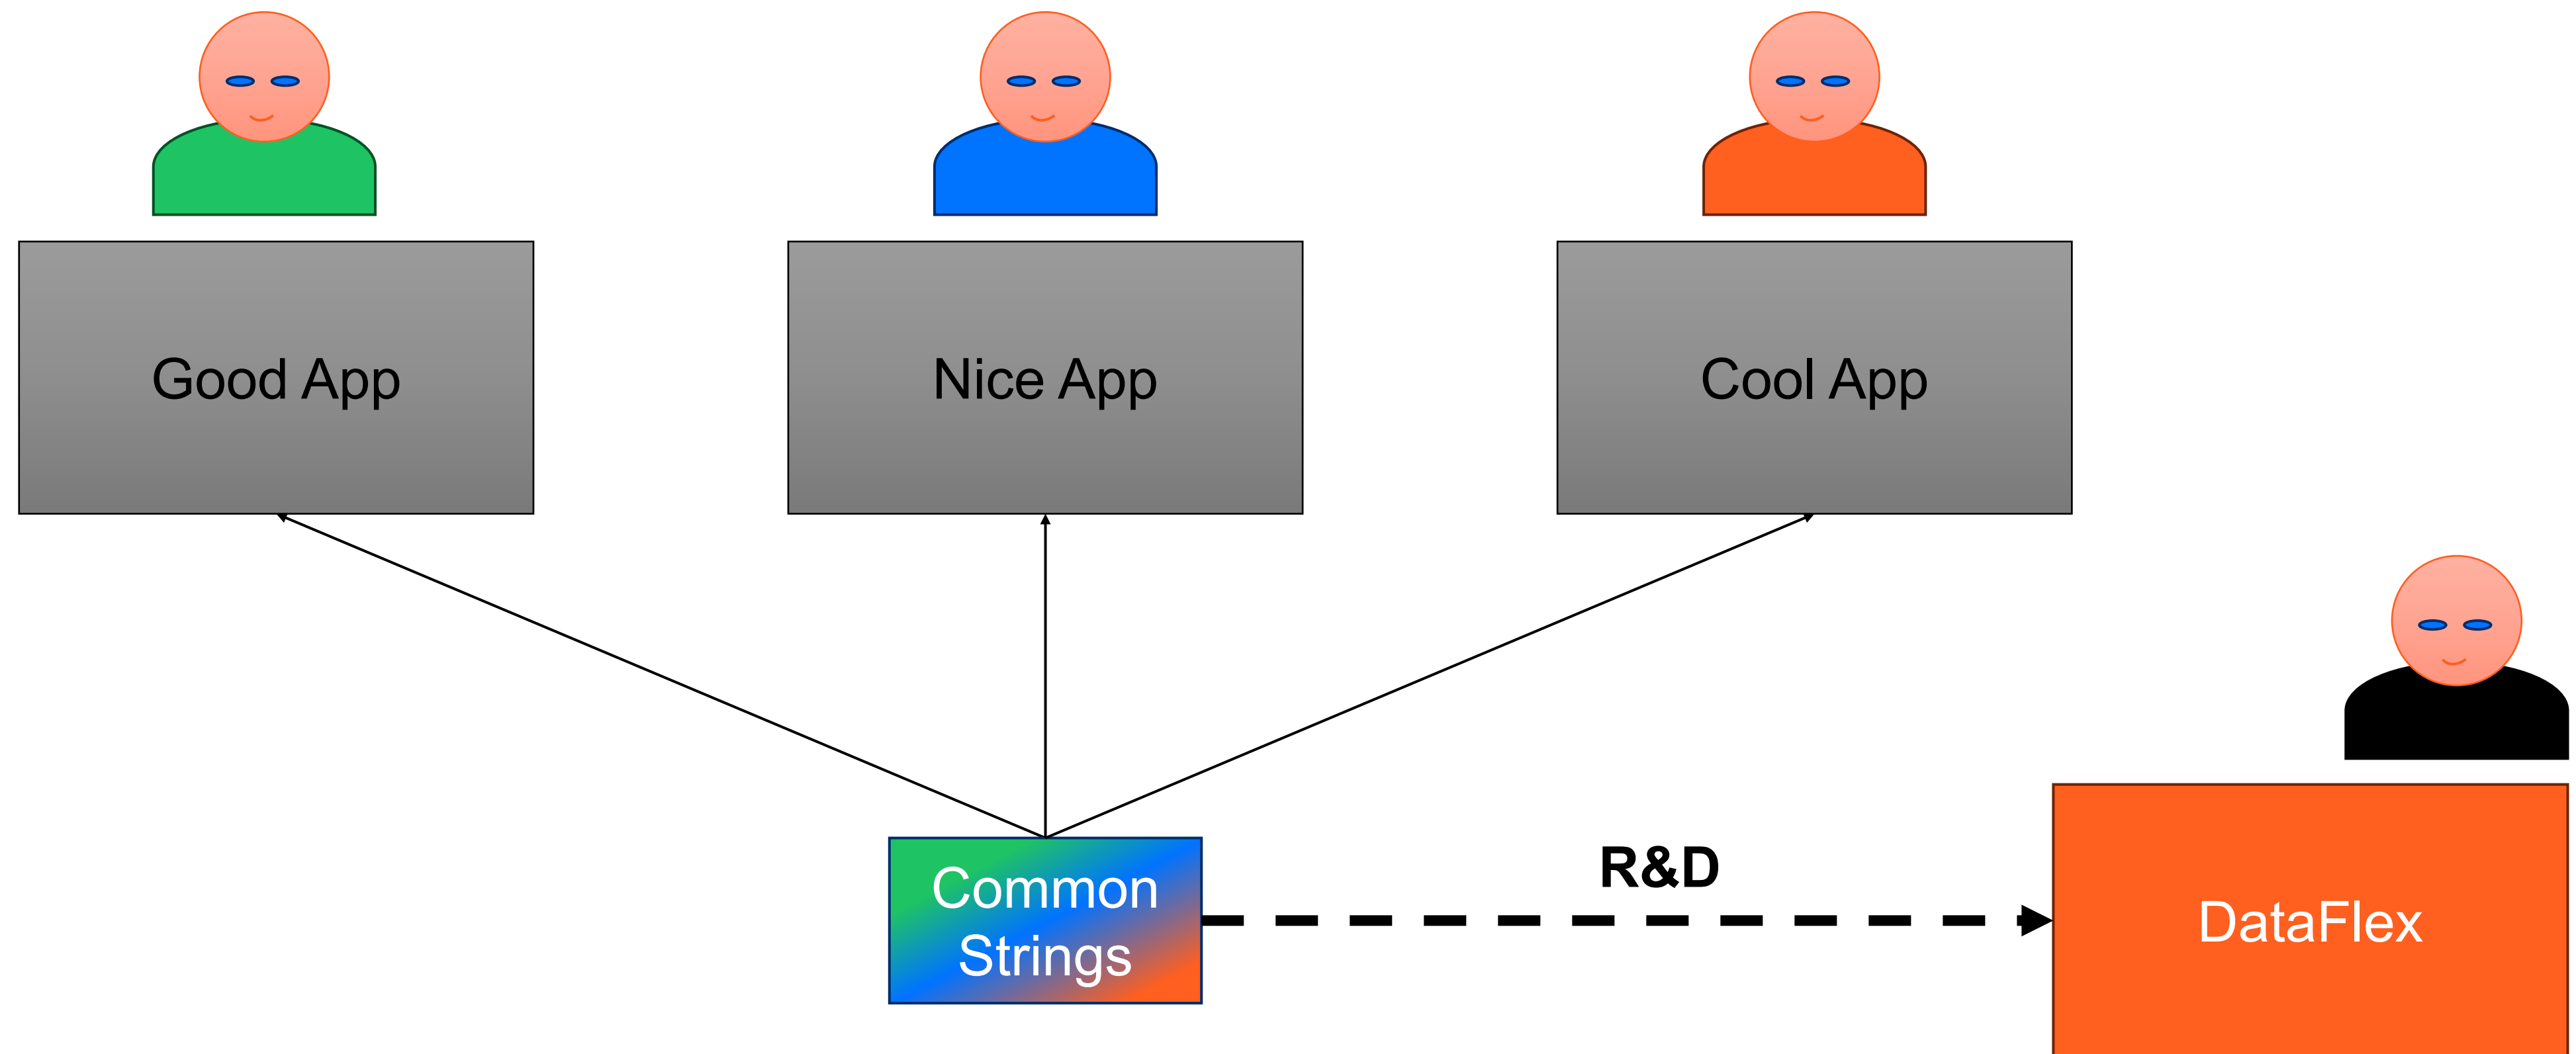 Good App
Nice App
Cool App
Common
Strings
R&D
DataFlex